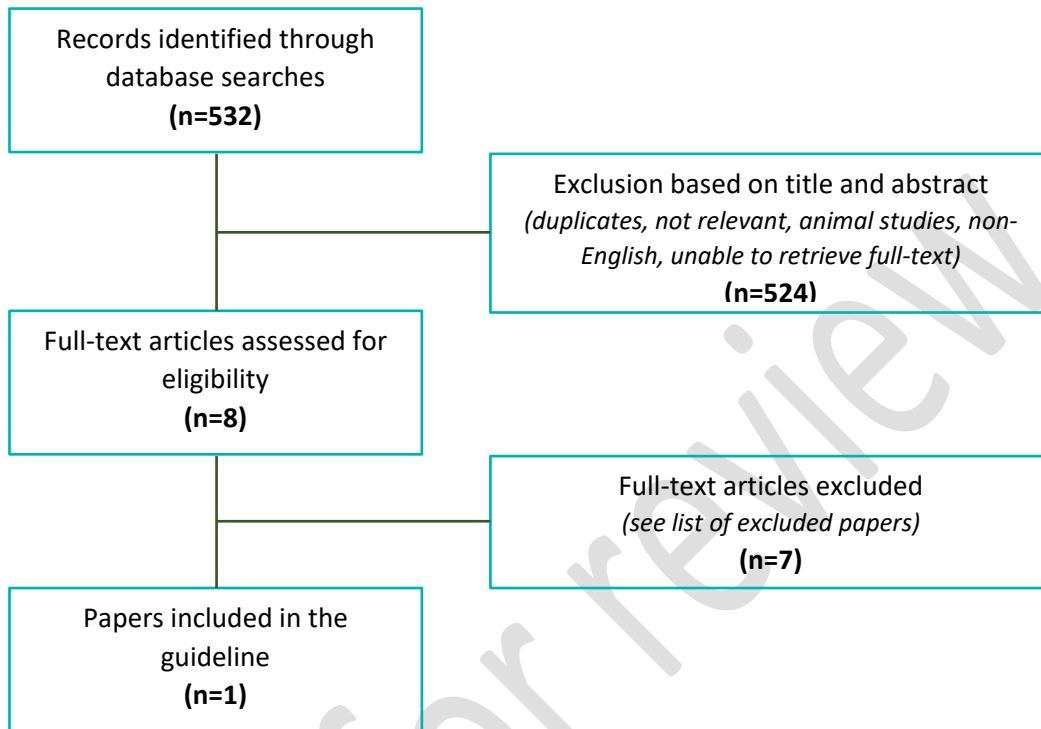 Records identified through
database searches
(n=532)
Exclusion based on title and abstract
(duplicates, not relevant, animal studies, non-
English, unable to retrieve full-text)
(n=524)
Full-text articles assessed for
eligibility
(n=8)
Full-text articles excluded
(see list of excluded papers)
(n=7)
Papers included in the
guideline
(n=1)
for review